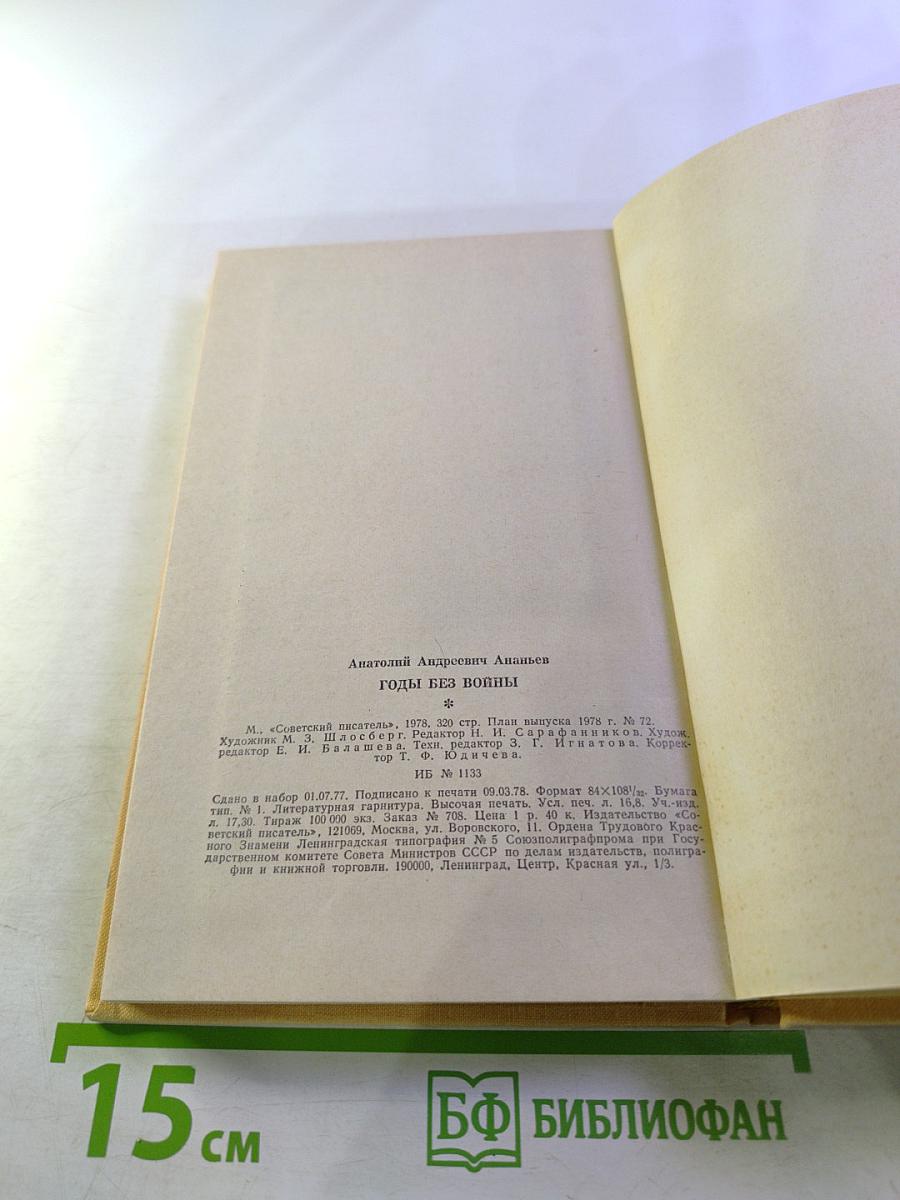 Анатолий Андреевич Ананьев
ГОДЫ БЕЗ ВОЙНЫ
*
М., «Советский писатель», 1978, 320 стр. План выпуска 1978 г. № 72.
Художник М. З. Шлосберг. Редактор Н. И. Сарафанников. Худож.
редактор Е. И. Балашева. Техн. редактор З. Г. Игнатова. Коррек-
тор Т. Ф. Юдичева.
ИБ № 1133
Сдано в набор 01.07.77. Подписано к печати 09.03.78. Формат 84×108¹/₃₂. Бумага
тип. № 1. Литературная гарнитура. Высочая печать. Усл. печ. л. 16,8. Уч.-изд.
л. 17,30. Тираж 100 000 экз. Заказ № 708. Цена 1 р. 40 к. Издательство «Со-
ветский писатель», 121069, Москва, ул. Воровского, 11. Ордена Трудового Крас-
ного Знамени Ленинградская типография № 5 Союзполиграфпрома при Госу-
дарственном комитете Совета Министров СССР по делам издательств, полигра-
фии и книжной торговли. 190000, Ленинград, Центр, Красная ул., 1/3.
15 см
БФ БИБЛИОФАН